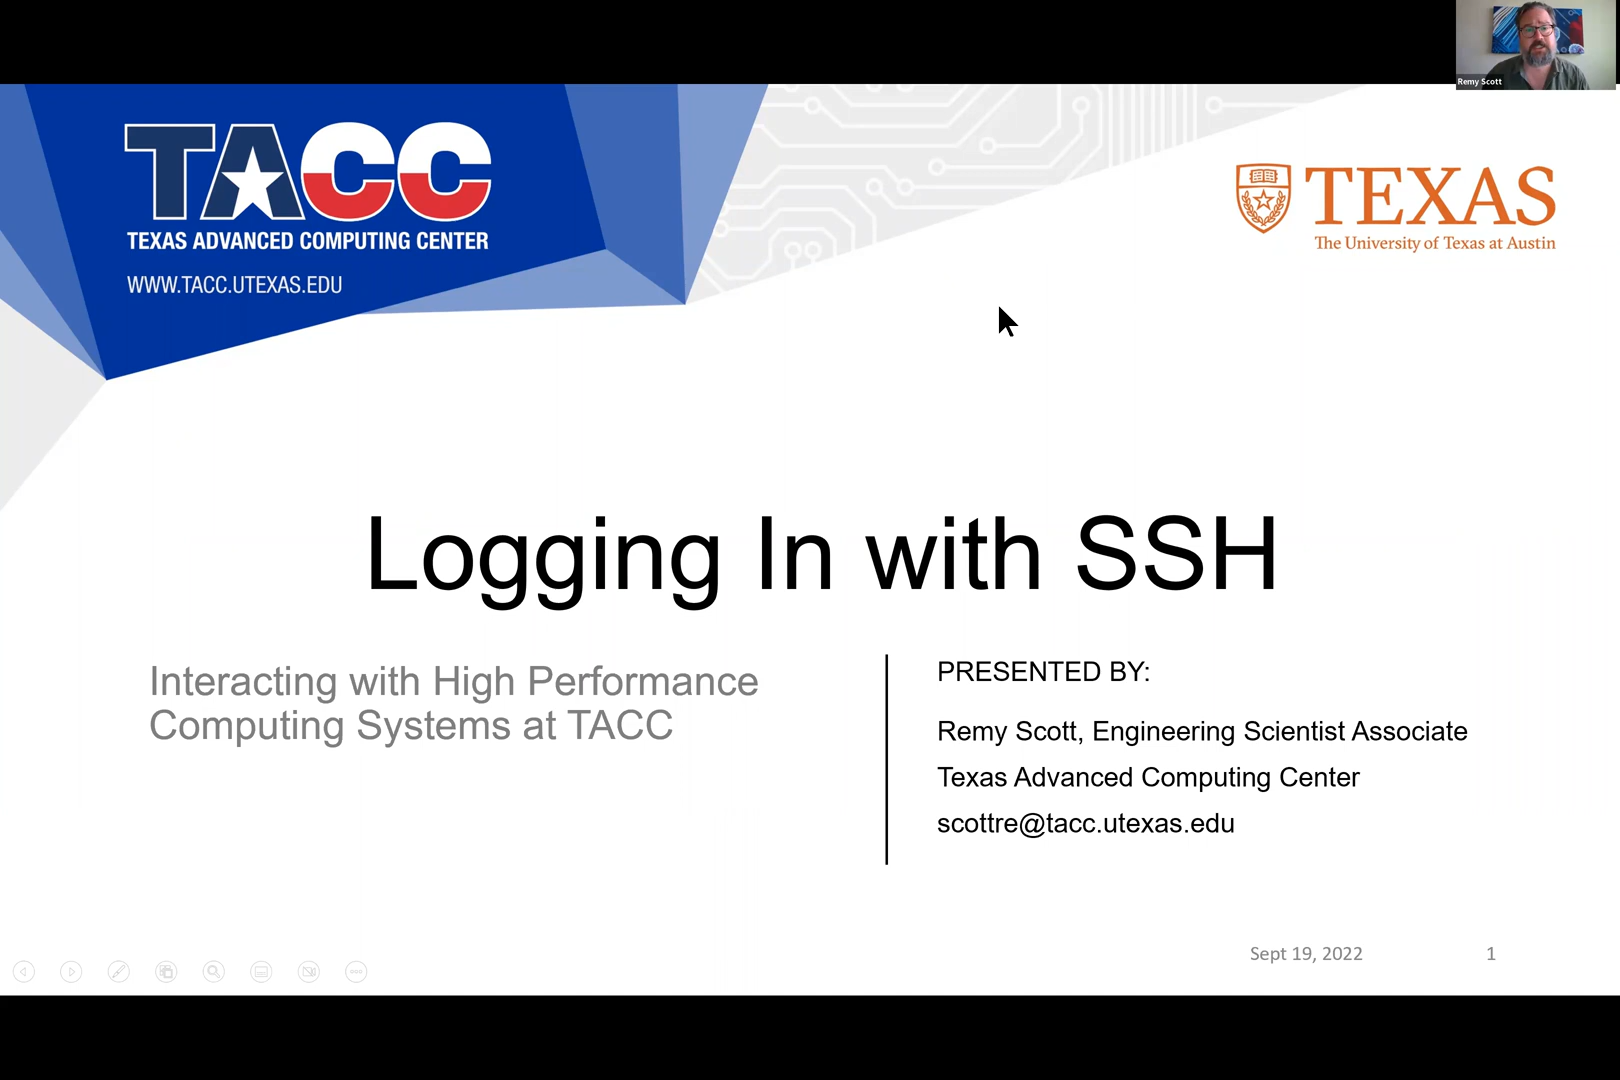 Remy Scott
TACC
TEXAS ADVANCED COMPUTING CENTER
WWW.TACC.UTEXAS.EDU
TEXAS
The University of Texas at Austin
Logging In with SSH
Interacting with High Performance
Computing Systems at TACC
PRESENTED BY:
Remy Scott, Engineering Scientist Associate
Texas Advanced Computing Center
scottre@tacc.utexas.edu
Sept 19, 2022
1